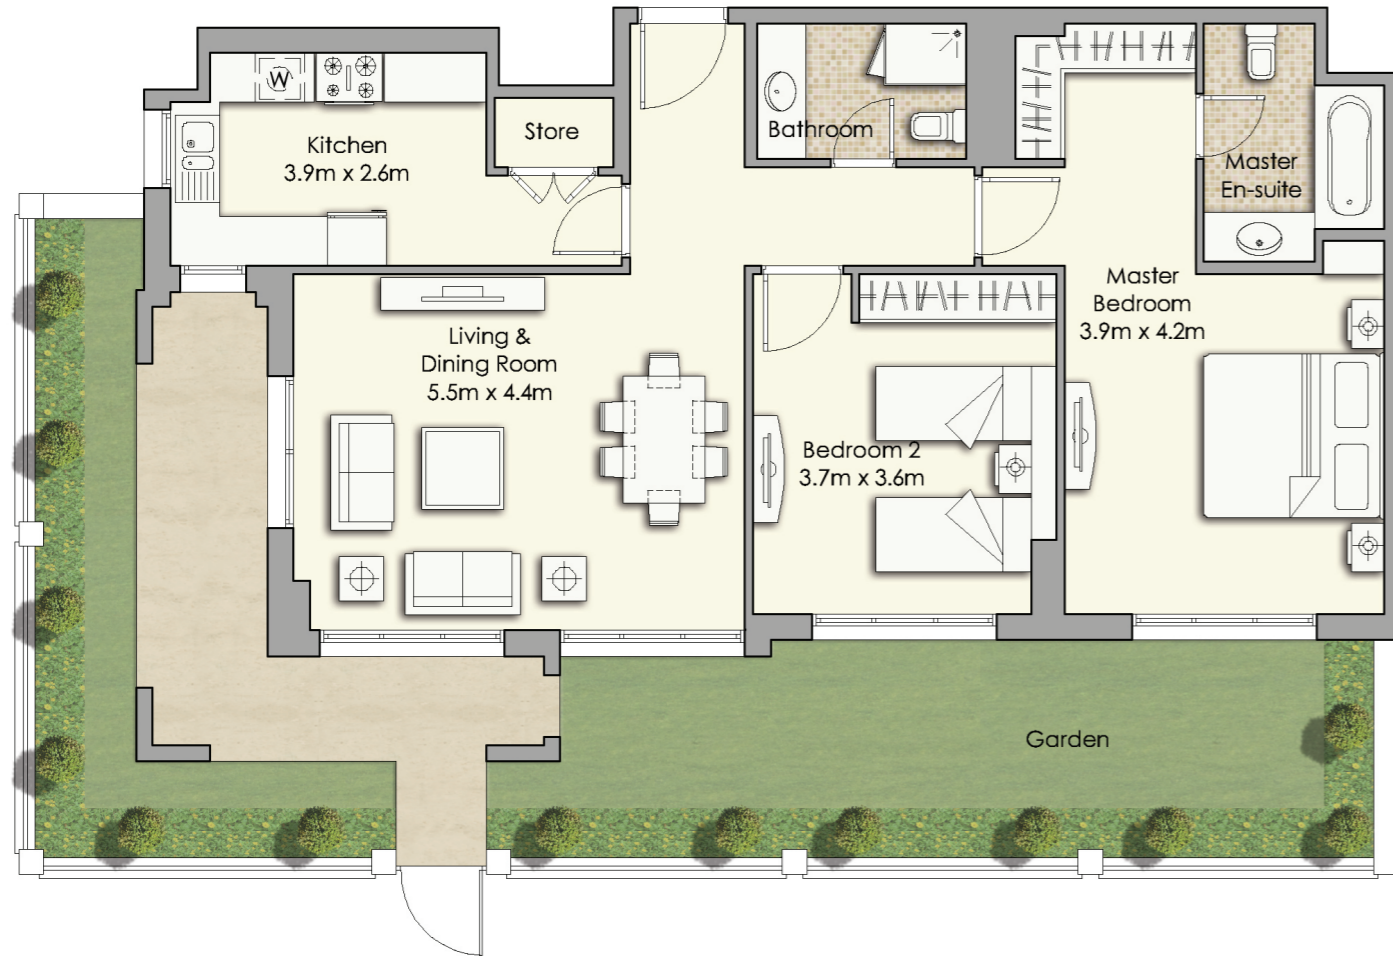 W
Kitchen
3.9m x 2.6m
Store
Bathroom
Master
En-suite
Living &
Dining Room
5.5m x 4.4m
Master
Bedroom
3.9m x 4.2m
Bedroom 2
3.7m x 3.6m
Garden